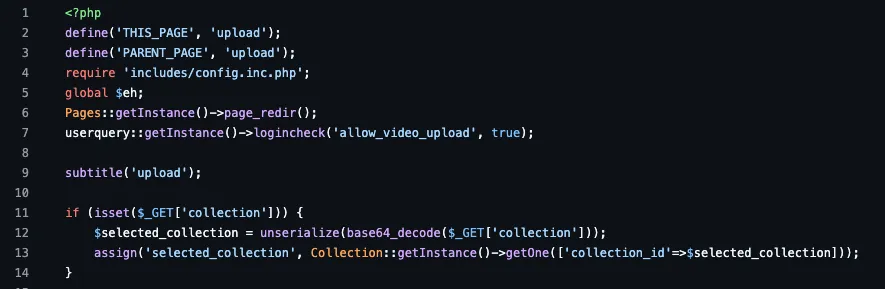 1 <?php
2 define('THIS_PAGE', 'upload');
3 define('PARENT_PAGE', 'upload');
4 require 'includes/config.inc.php';
5 global $eh;
6 Pages::getInstance()->page_redir();
7 userquery::getInstance()->logincheck('allow_video_upload', true);
8
9 subtitle('upload');
10
11 if (isset($_GET['collection'])) {
12 $selected_collection = unserialize(base64_decode($_GET['collection']));
13 assign('selected_collection', Collection::getInstance()->getOne(['collection_id'=>$selected_collection]));
14 }